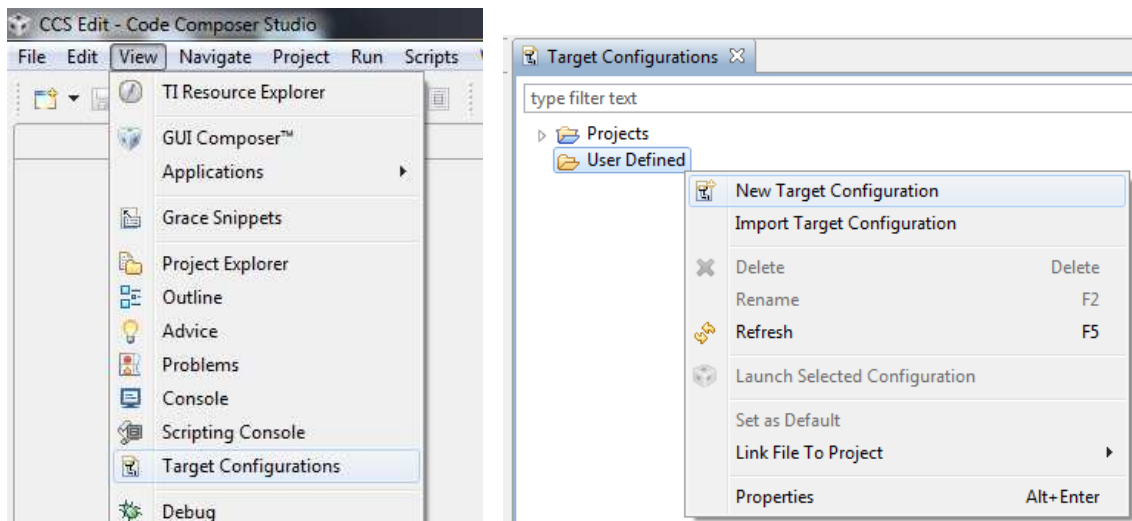 CCS Edit - Code Composer Studio
File Edit View Navigate Project Run Scripts
TI Resource Explorer
GUI Composer™
Applications
Grace Snippets
Project Explorer
Outline
Advice
Problems
Console
Scripting Console
Target Configurations
Debug
Target Configurations
type filter text
Projects
User Defined
New Target Configuration
Import Target Configuration
Delete Delete
Rename F2
Refresh F5
Launch Selected Configuration
Set as Default
Link File To Project
Properties Alt+Enter